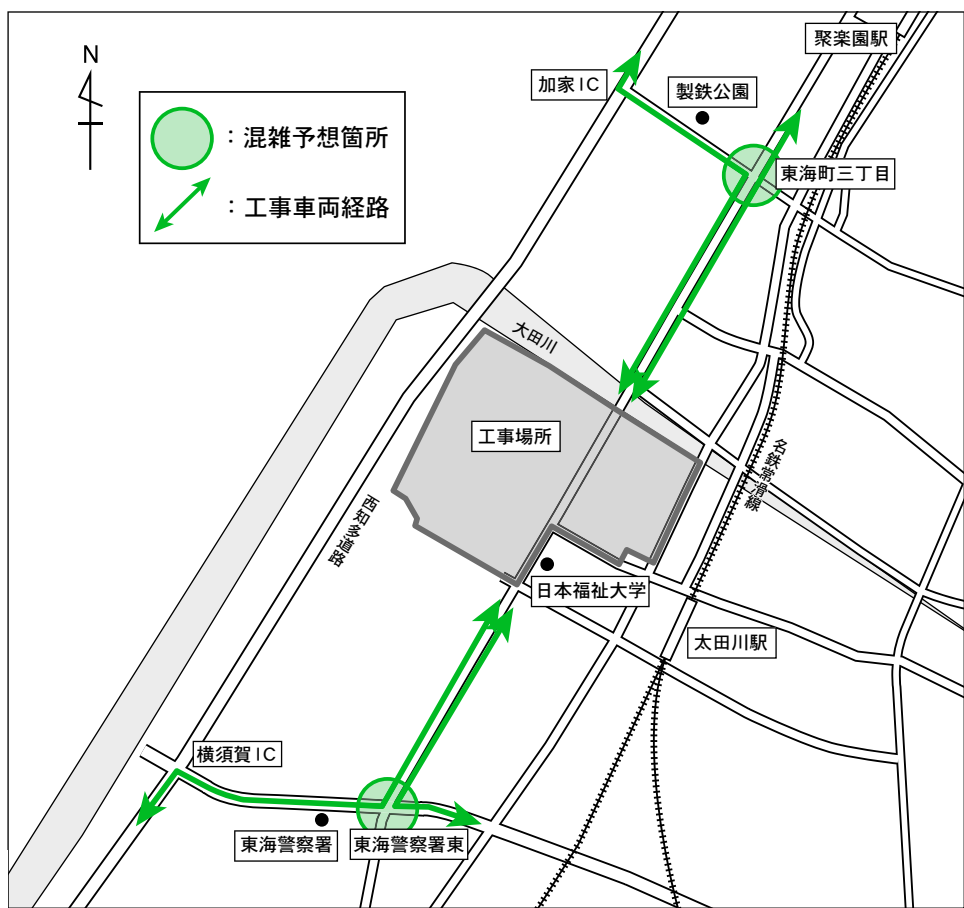 聚楽園駅
N
加家IC
製鉄公園
：混雑予想箇所
東海町三丁目
：工事車両経路
大田川
工事場所
名鉄常滑線
西知多道路
日本福祉大学
太田川駅
横須賀IC
東海警察署
東海警察署東